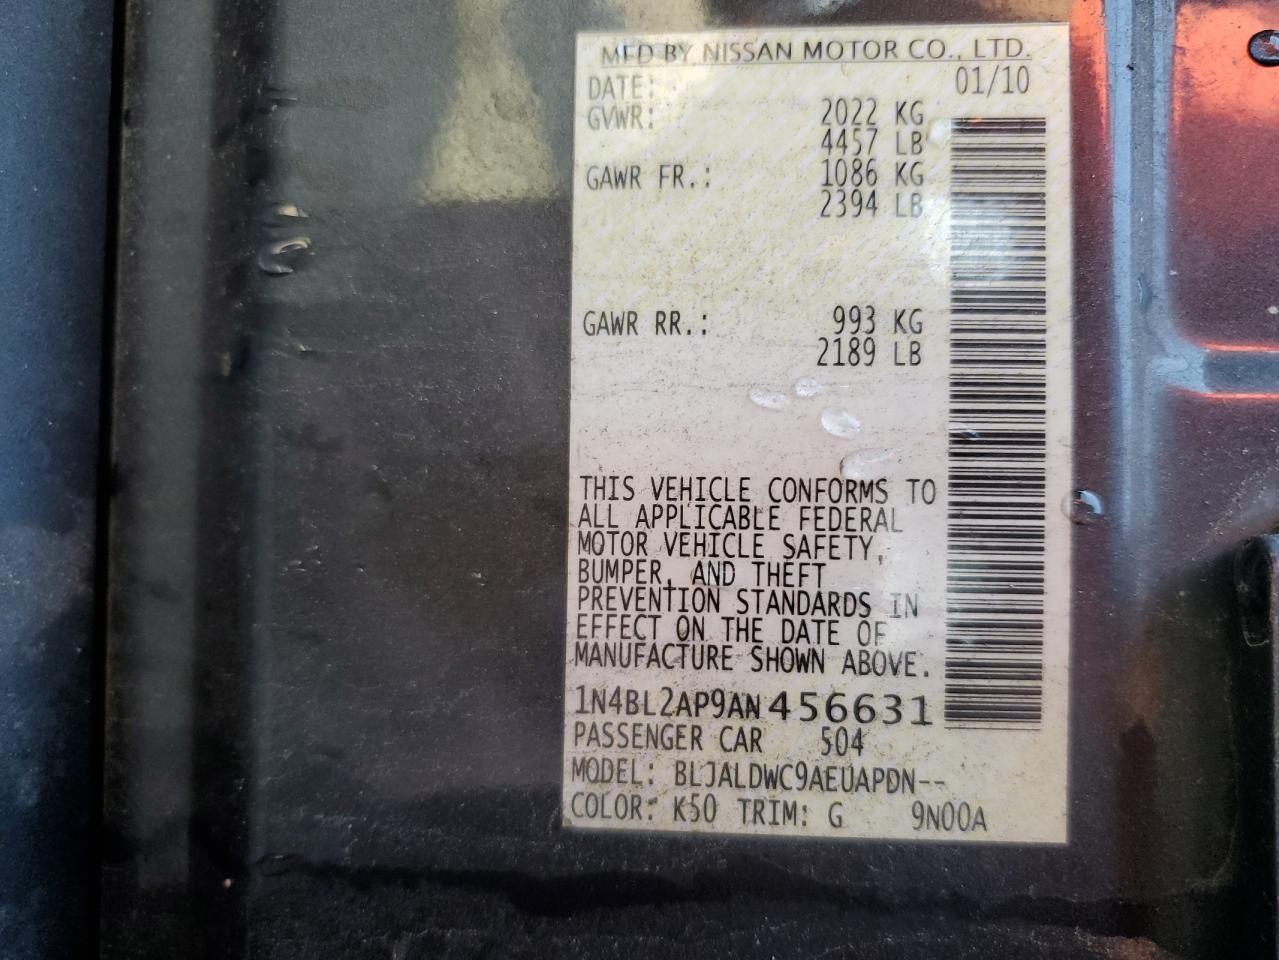 MFD BY NISSAN MOTOR CO., LTD.
DATE: 01/10
GVWR: 2022 KG
4457 LB
GAWR FR.: 1086 KG
2394 LB
GAWR RR.: 993 KG
2189 LB
THIS VEHICLE CONFORMS TO
ALL APPLICABLE FEDERAL
MOTOR VEHICLE SAFETY,
BUMPER, AND THEFT
PREVENTION STANDARDS IN
EFFECT ON THE DATE OF
MANUFACTURE SHOWN ABOVE.
1N4BL2AP9AN456631
PASSENGER CAR 504
MODEL: BLJALDWC9AEUAPDN--
COLOR: K50 TRIM: G 9N00A